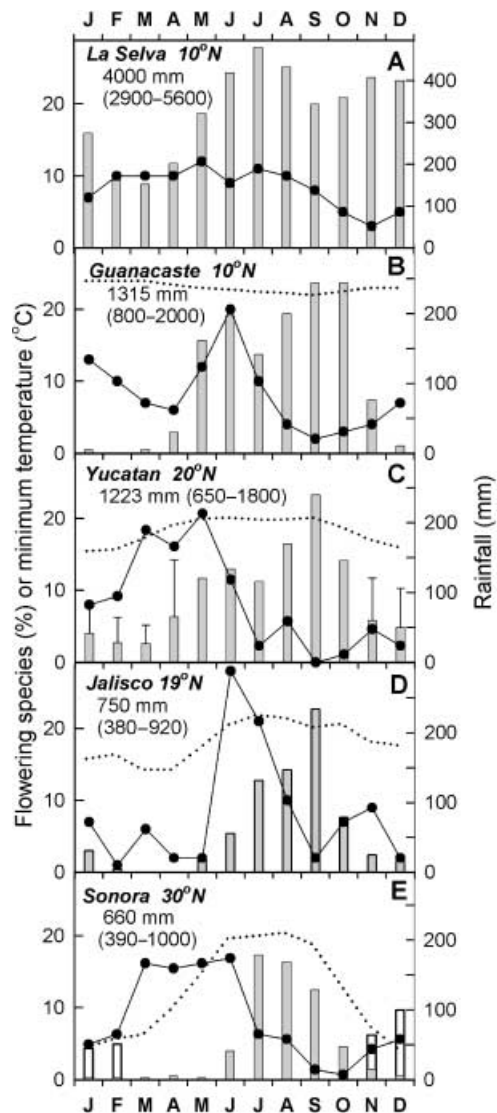 J F M A M J J A S O N D
La Selva 10°N
A
4000 mm
(2900–5600)
20
10
0
400
300
200
100
0
Guanacaste 10°N
B
1315 mm
(800–2000)
20
10
0
200
100
0
Yucatan 20°N
C
1223 mm (650–1800)
20
10
0
200
100
0
Jalisco 19°N
D
750 mm
(380–920)
20
10
0
200
100
0
Sonora 30°N
E
660 mm
(390–1000)
20
10
0
200
100
0
J F M A M J J A S O N D
Flowering species (%) or minimum temperature (°C)
Rainfall (mm)